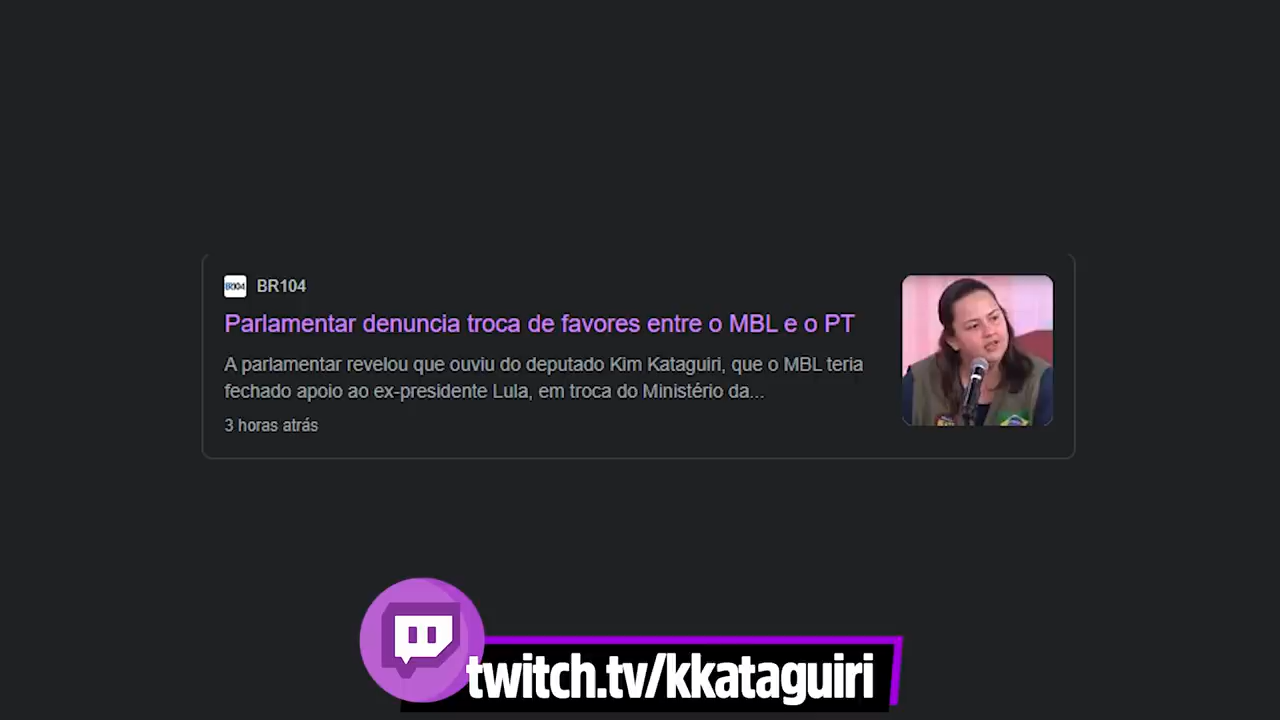 BR104
BR104
Parlamentar denuncia troca de favores entre o MBL e o PT
A parlamentar revelou que ouviu do deputado Kim Kataguiri, que o MBL teria
fechado apoio ao ex-presidente Lula, em troca do Ministério da...
3 horas atrás
twitch.tv/kkataguiri